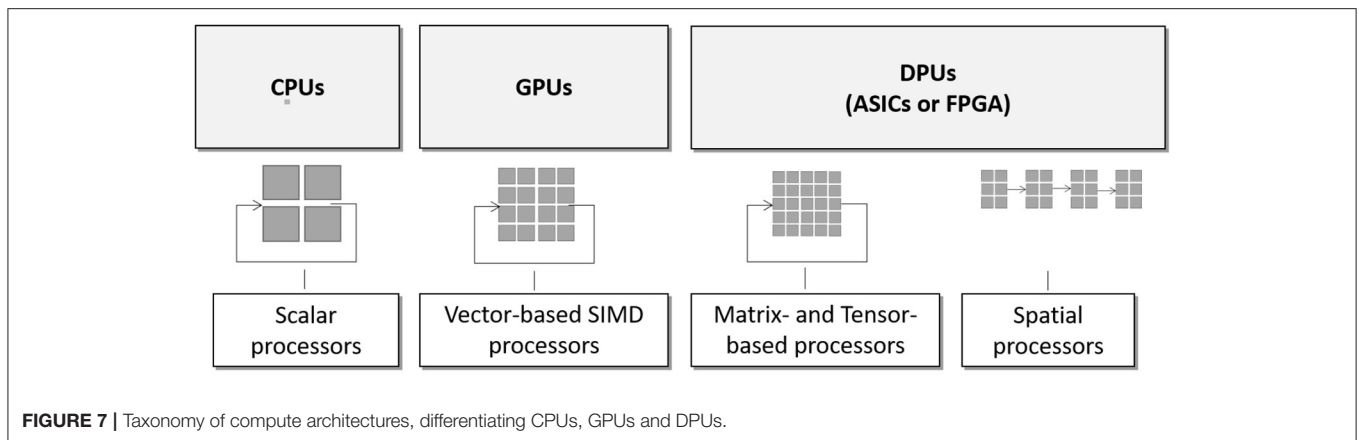 CPUs
GPUs
DPUs
(ASICs or FPGA)
Scalar
processors
Vector-based SIMD
processors
Matrix- and Tensor-
based processors
Spatial
processors
FIGURE 7 | Taxonomy of compute architectures, differentiating CPUs, GPUs and DPUs.